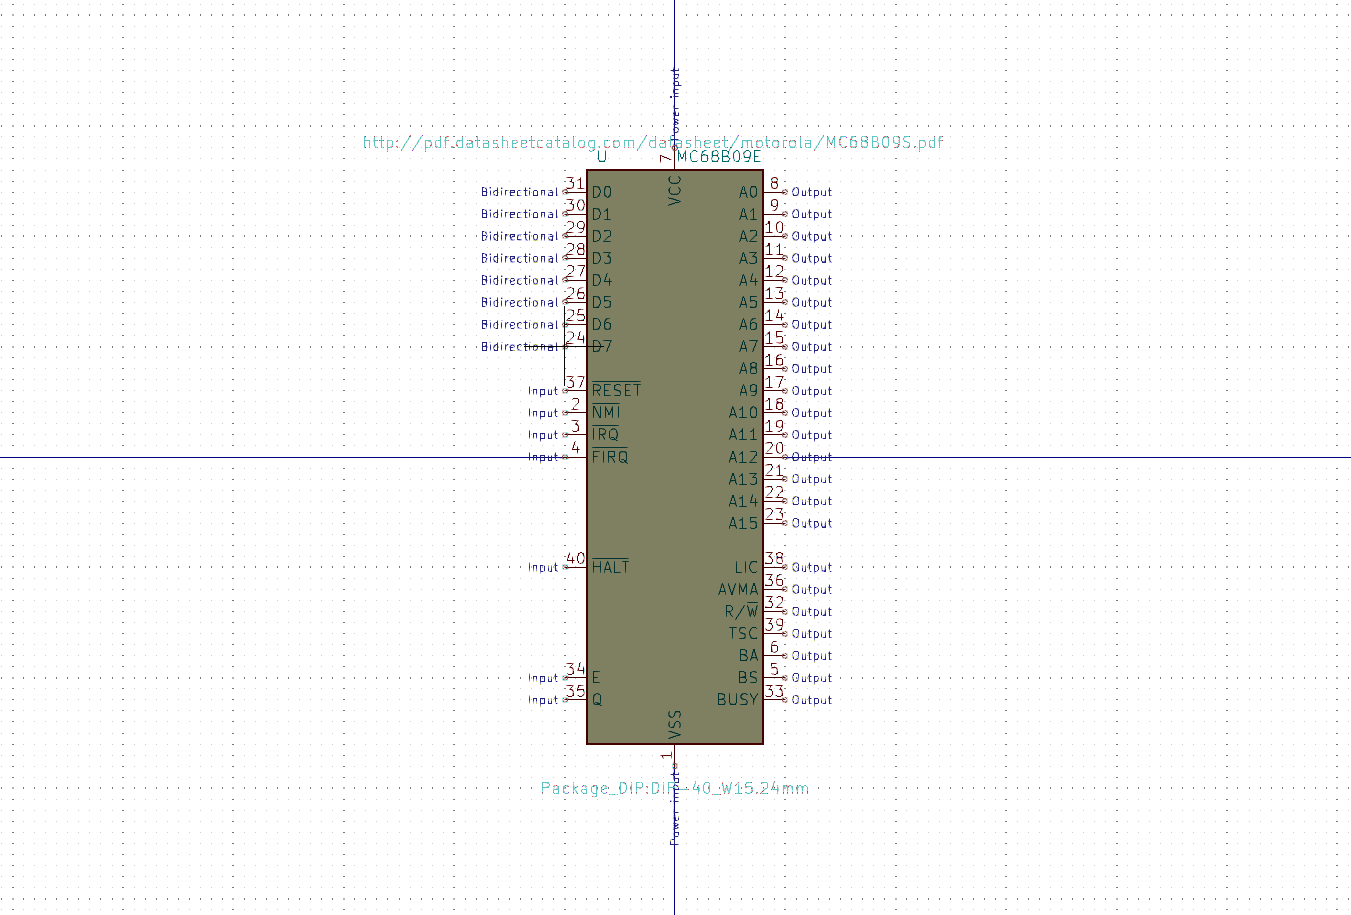 Power input
http://pdf.datasheetcatalog.com/datasheet/motorola/MC68B09S.pdf
U 7 MC68B09E
VCC
Bidirectional 31 D0 A0 8 Output
Bidirectional 30 D1 A1 9 Output
Bidirectional 29 D2 A2 10 Output
Bidirectional 28 D3 A3 11 Output
Bidirectional 27 D4 A4 12 Output
Bidirectional 26 D5 A5 13 Output
Bidirectional 25 D6 A6 14 Output
Bidirectional 24 D7 A7 15 Output
A8 16 Output
Input 37 RESET A9 17 Output
Input 2 NMI A10 18 Output
Input 3 IRQ A11 19 Output
Input 4 FIRQ A12 20 Output
A13 21 Output
A14 22 Output
A15 23 Output
Input 40 HALT LIC 38 Output
AVMA 36 Output
R/W 32 Output
TSC 39 Output
BA 6 Output
Input 34 E BS 5 Output
Input 35 Q BUSY 33 Output
VSS
1
Package_DIP:DIP-40_W15.24mm
Power input